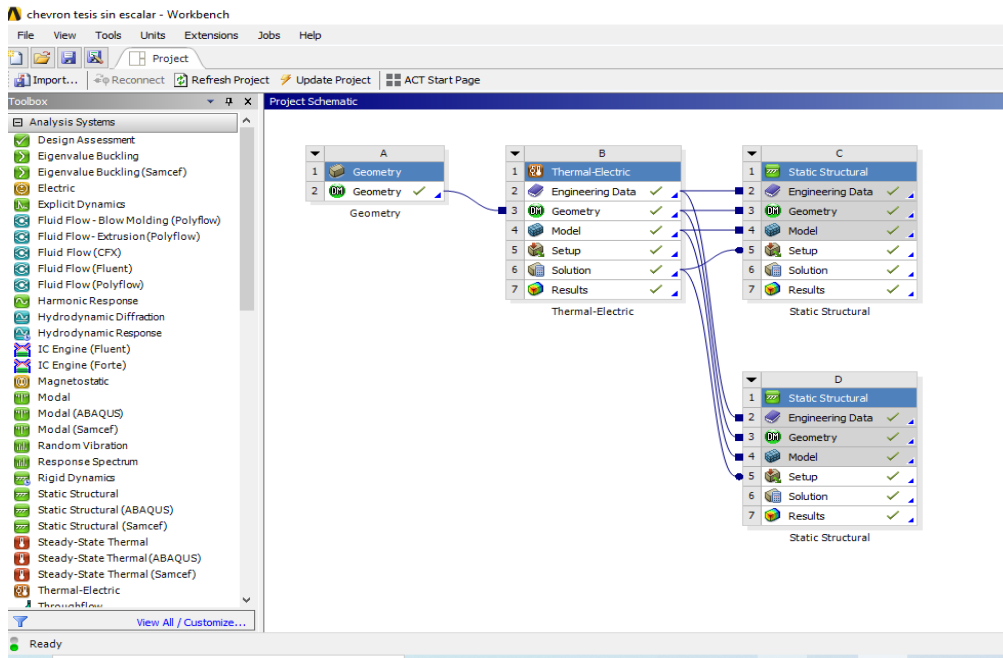 chevron tesis sin escalar - Workbench
File View Tools Units Extensions Jobs Help
Project
Import... Reconnect Refresh Project Update Project ACT Start Page
Toolbox
Analysis Systems
Design Assessment
Eigenvalue Buckling
Eigenvalue Buckling (Samcef)
Electric
Explicit Dynamics
Fluid Flow - Blow Molding (Polyflow)
Fluid Flow - Extrusion (Polyflow)
Fluid Flow (CFX)
Fluid Flow (Fluent)
Fluid Flow (Polyflow)
Harmonic Response
Hydrodynamic Diffraction
Hydrodynamic Response
IC Engine (Fluent)
IC Engine (Forte)
Magnetostatic
Modal
Modal (ABAQUS)
Modal (Samcef)
Random Vibration
Response Spectrum
Rigid Dynamics
Static Structural
Static Structural (ABAQUS)
Static Structural (Samcef)
Steady-State Thermal
Steady-State Thermal (ABAQUS)
Steady-State Thermal (Samcef)
Thermal-Electric
Throughflow
View All / Customize...
Project Schematic
A
1 Geometry
2 DM Geometry
Geometry
B
1 Thermal-Electric
2 Engineering Data
3 DM Geometry
4 Model
5 Setup
6 Solution
7 Results
Thermal-Electric
C
1 Static Structural
2 Engineering Data
3 DM Geometry
4 Model
5 Setup
6 Solution
7 Results
Static Structural
D
1 Static Structural
2 Engineering Data
3 DM Geometry
4 Model
5 Setup
6 Solution
7 Results
Static Structural
Ready